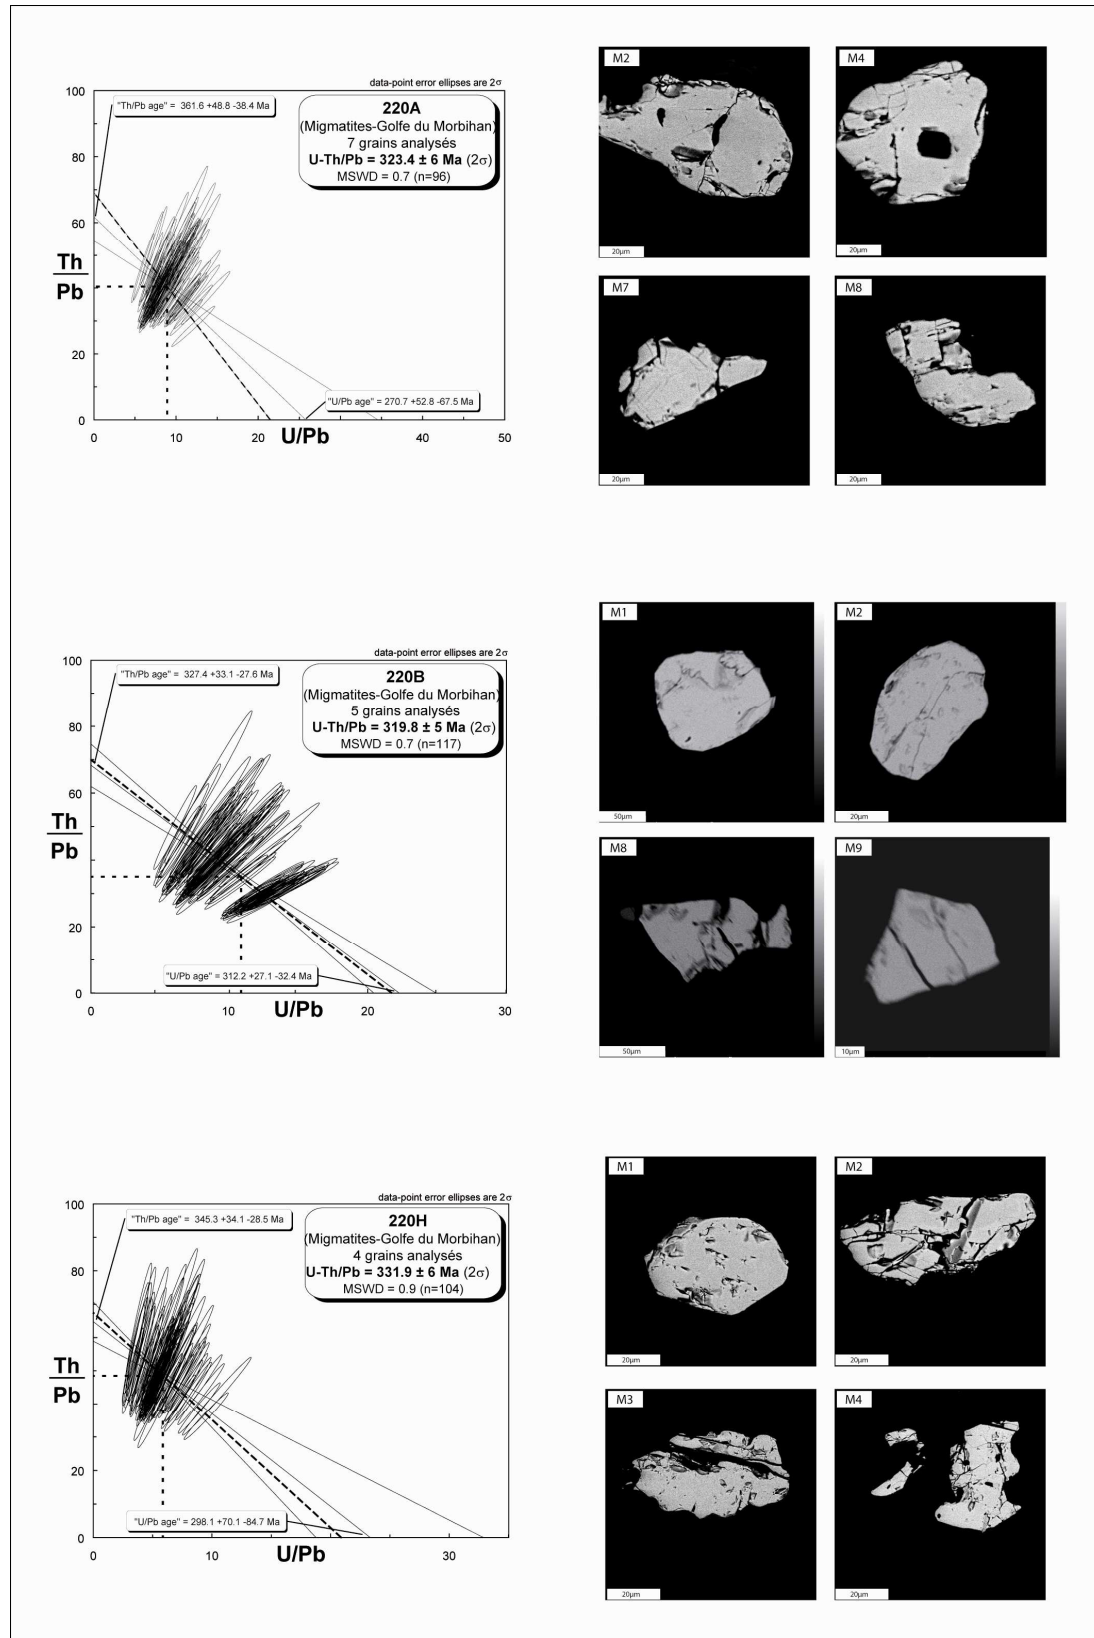 data-point error ellipses are 2σ
100
80
60
40
20
0
Th
Pb
"Th/Pb age" = 361.6 +48.8 -38.4 Ma
220A
(Migmatites-Golfe du Morbihan)
7 grains analysés
U-Th/Pb = 323.4 ± 6 Ma (2σ)
MSWD = 0.7 (n=96)
"U/Pb age" = 270.7 +52.8 -67.5 Ma
0 10 20 U/Pb 40 50
M2
20µm
M4
20µm
M7
20µm
M8
20µm
data-point error ellipses are 2σ
100
80
60
40
20
0
Th
Pb
"Th/Pb age" = 327.4 +33.1 -27.6 Ma
220B
(Migmatites-Golfe du Morbihan)
5 grains analysés
U-Th/Pb = 319.8 ± 5 Ma (2σ)
MSWD = 0.7 (n=117)
"U/Pb age" = 312.2 +27.1 -32.4 Ma
0 10 U/Pb 20 30
M1
50µm
M2
20µm
M8
50µm
M9
10µm
data-point error ellipses are 2σ
100
80
60
40
20
0
Th
Pb
"Th/Pb age" = 345.3 +34.1 -28.5 Ma
220H
(Migmatites-Golfe du Morbihan)
4 grains analysés
U-Th/Pb = 331.9 ± 6 Ma (2σ)
MSWD = 0.9 (n=104)
"U/Pb age" = 298.1 +70.1 -84.7 Ma
0 10 U/Pb 30
M1
20µm
M2
20µm
M3
20µm
M4
20µm